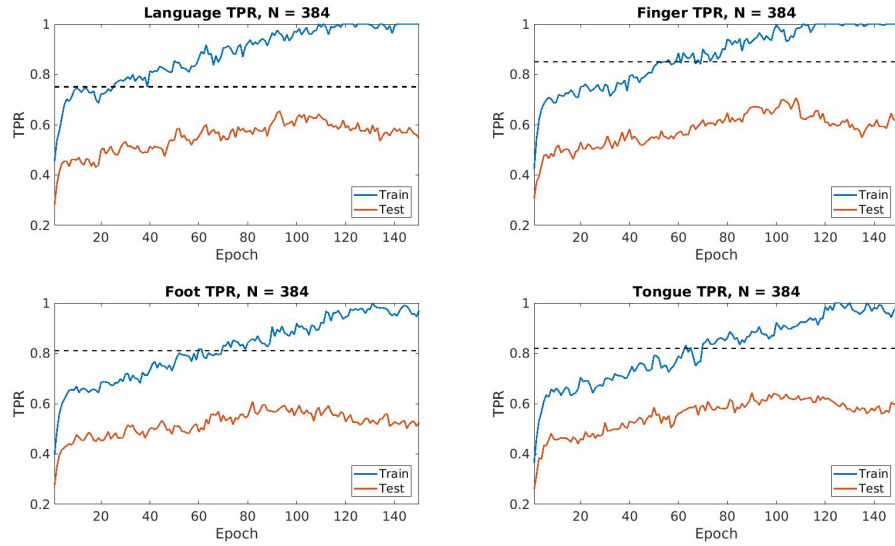 Language TPR, N = 384
1
0.8
0.6
0.4
0.2
TPR
20 40 60 80 100 120 140
Epoch
Train
Test
Finger TPR, N = 384
1
0.8
0.6
0.4
0.2
TPR
20 40 60 80 100 120 140
Epoch
Train
Test
Foot TPR, N = 384
1
0.8
0.6
0.4
0.2
TPR
20 40 60 80 100 120 140
Epoch
Train
Test
Tongue TPR, N = 384
1
0.8
0.6
0.4
0.2
TPR
20 40 60 80 100 120 140
Epoch
Train
Test